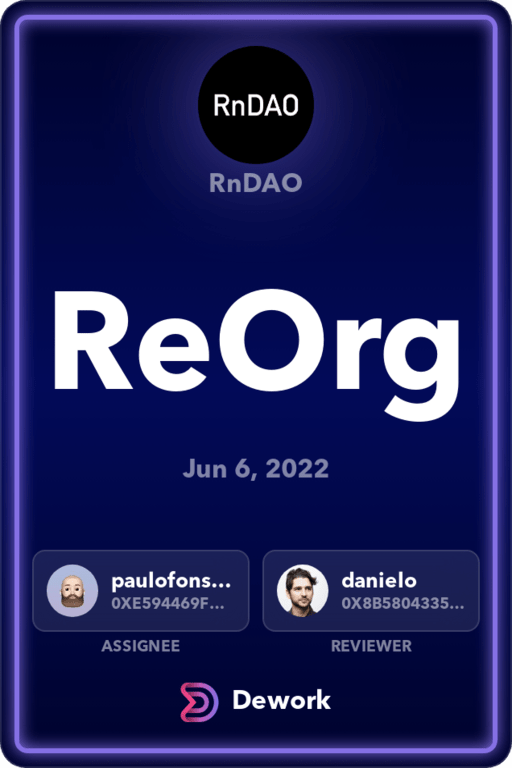 RnDAO
RnDAO
ReOrg
Jun 6, 2022
paulofons...
0XE594469F...
ASSIGNEE
danielo
0X8B5804335...
REVIEWER
Dework